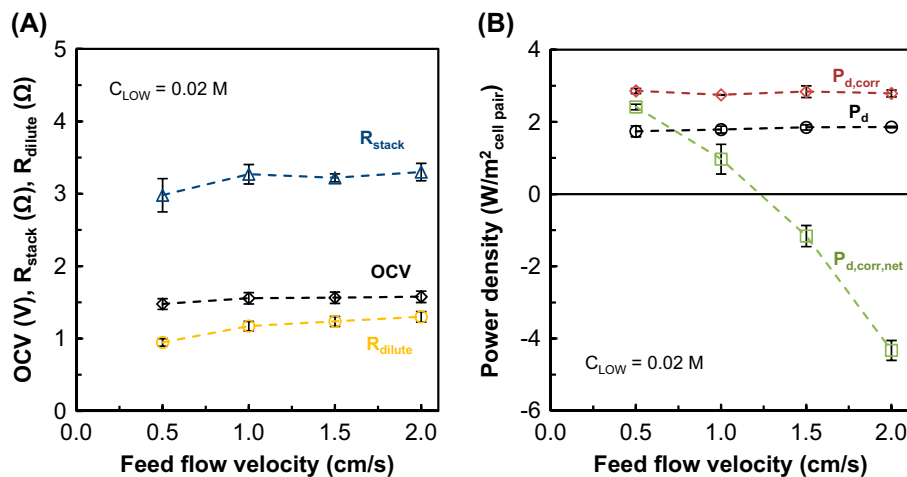 (A)
OCV (V), R_stack (Ω), R_dilute (Ω)
5
4
3
2
1
0
C_LOW = 0.02 M
R_stack
OCV
R_dilute
0.0 0.5 1.0 1.5 2.0
Feed flow velocity (cm/s)
(B)
Power density (W/m²_cell pair)
4
2
0
-2
-4
-6
P_d,corr
P_d
P_d,corr,net
C_LOW = 0.02 M
0.0 0.5 1.0 1.5 2.0
Feed flow velocity (cm/s)